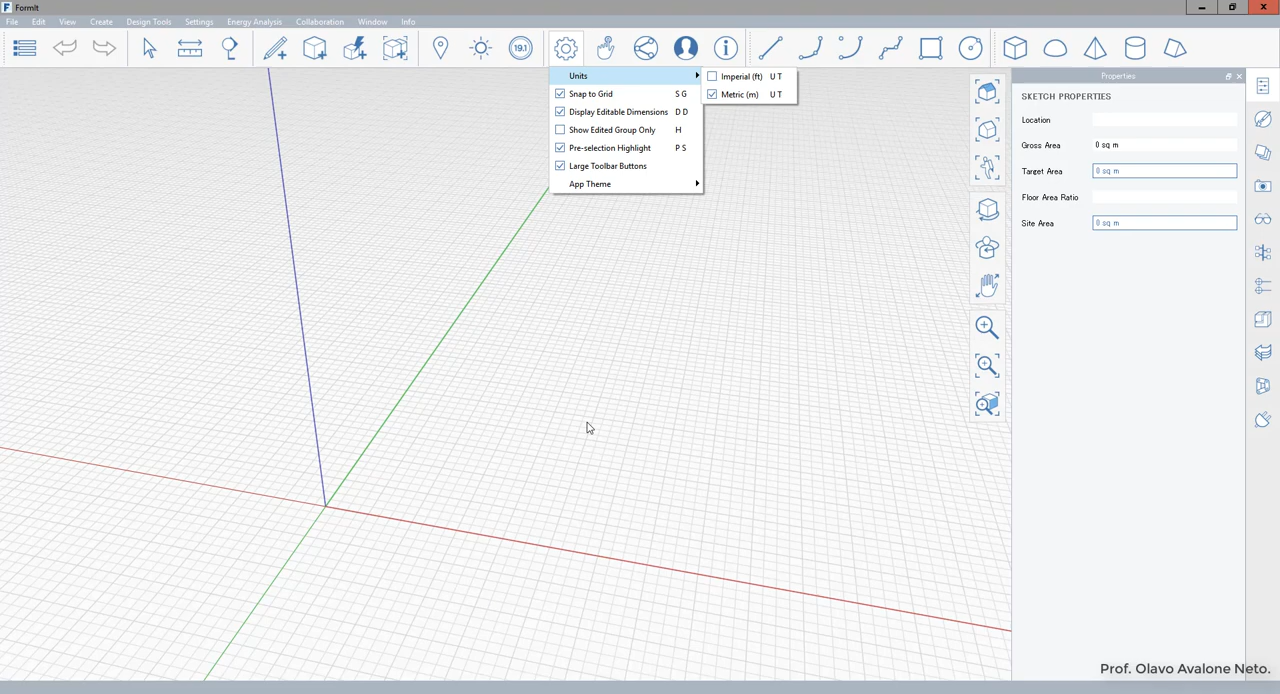 FormIt
File Edit View Create Design Tools Settings Energy Analysis Collaboration Window Info
19.1
Units
Snap to Grid S G
Display Editable Dimensions D D
Show Edited Group Only H
Pre-selection Highlight P S
Large Toolbar Buttons
App Theme
Imperial (ft) U T
Metric (m) U T
Properties
SKETCH PROPERTIES
Location
Gross Area 0 sq m
Target Area 0 sq m
Floor Area Ratio
Site Area 0 sq m
Prof. Olavo Avalone Neto.